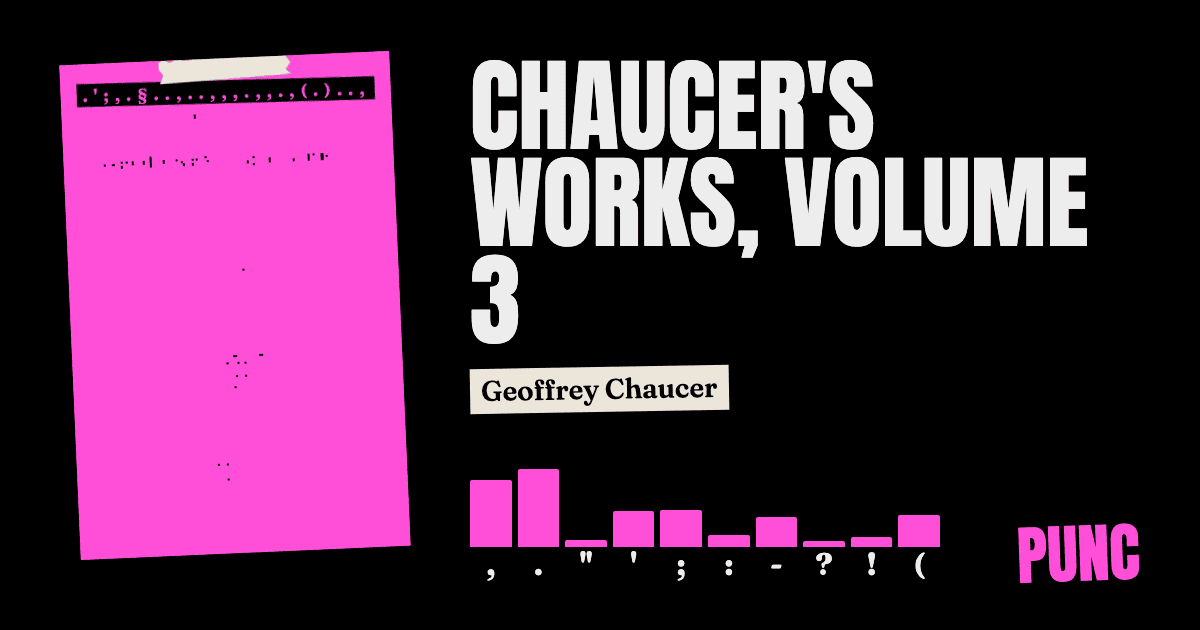 .';,.§..,..,,,.,,.,(.)..,
CHAUCER'S
WORKS, VOLUME
3
Geoffrey Chaucer
, . " ' ; : - ? ! (
PUNC